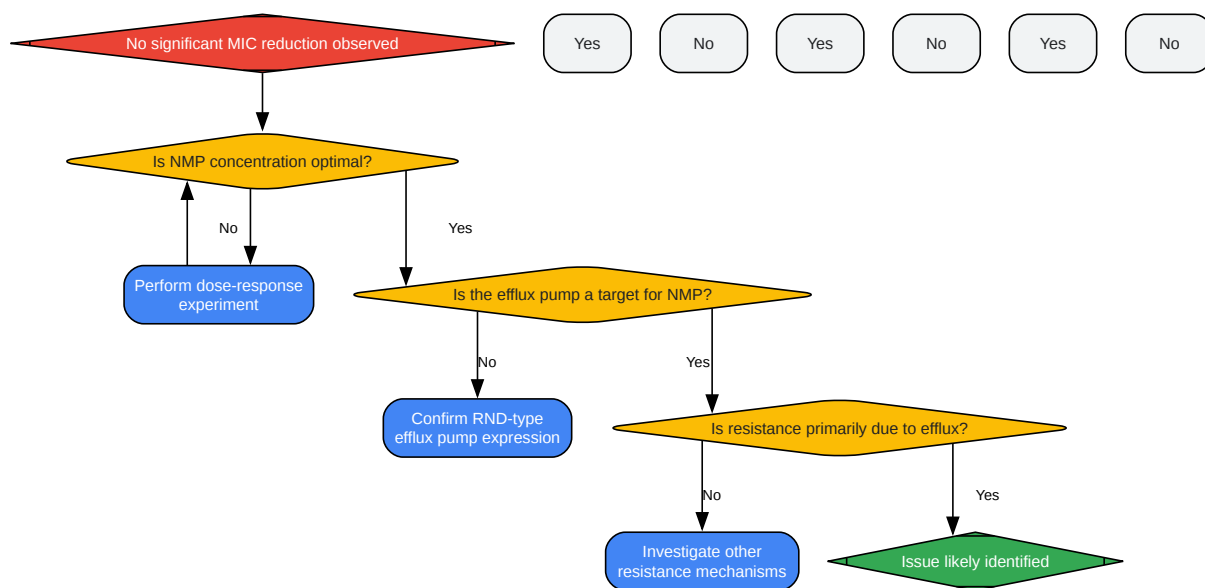 No significant MIC reduction observed
Yes
No
Yes
No
Yes
No
Is NMP concentration optimal?
No
Yes
Perform dose-response
experiment
Is the efflux pump a target for NMP?
No
Yes
Confirm RND-type
efflux pump expression
Is resistance primarily due to efflux?
No
Yes
Investigate other
resistance mechanisms
Issue likely identified